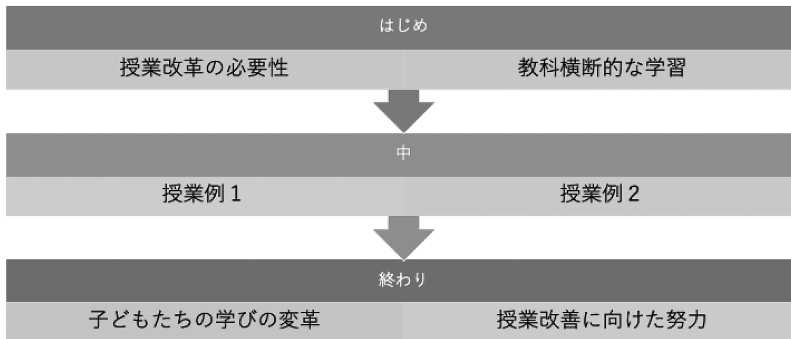 はじめ
授業改革の必要性 教科横断的な学習
中
授業例1 授業例2
終わり
子どもたちの学びの変革 授業改善に向けた努力